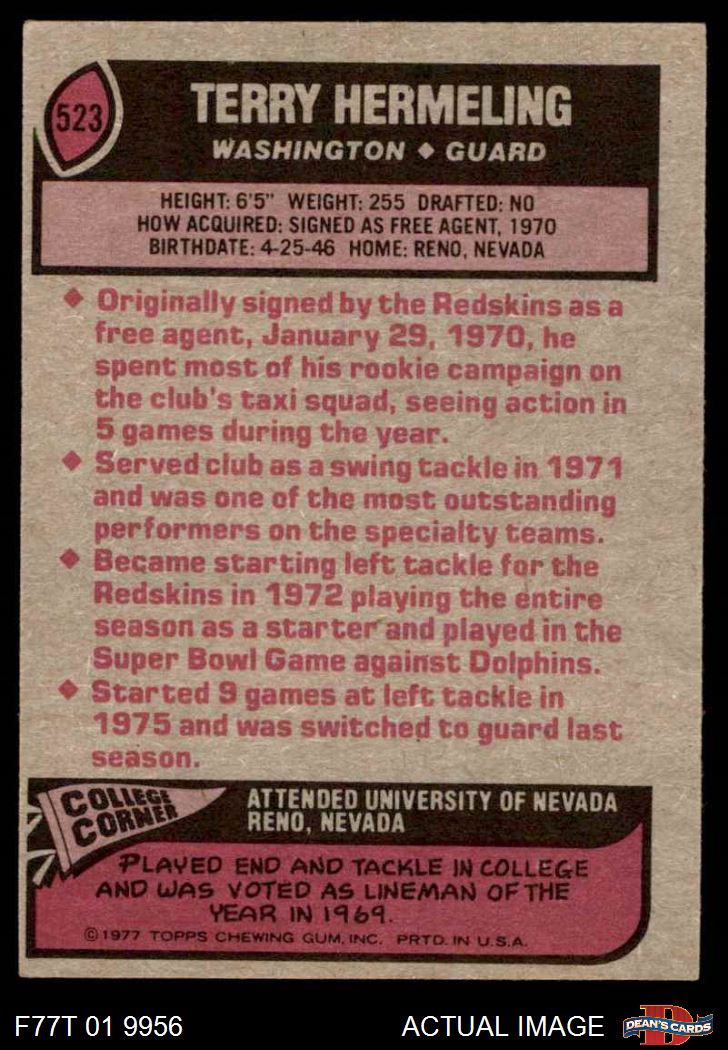 523
TERRY HERMELING
WASHINGTON ♦ GUARD
HEIGHT: 6'5" WEIGHT: 255 DRAFTED: NO
HOW ACQUIRED: SIGNED AS FREE AGENT, 1970
BIRTHDATE: 4-25-46 HOME: RENO, NEVADA
♦ Originally signed by the Redskins as a
free agent, January 29, 1970, he
spent most of his rookie campaign on
the club's taxi squad, seeing action in
5 games during the year.
♦ Served club as a swing tackle in 1971
and was one of the most outstanding
performers on the specialty teams.
♦ Became starting left tackle for the
Redskins in 1972 playing the entire
season as a starter and played in the
Super Bowl Game against Dolphins.
♦ Started 9 games at left tackle in
1975 and was switched to guard last
season.
COLLEGE
CORNER
ATTENDED UNIVERSITY OF NEVADA
RENO, NEVADA
PLAYED END AND TACKLE IN COLLEGE
AND WAS VOTED AS LINEMAN OF THE
YEAR IN 1969.
©1977 TOPPS CHEWING GUM, INC. PRTD. IN U.S.A.
F77T 01 9956
ACTUAL IMAGE
D
DEAN'S CARDS